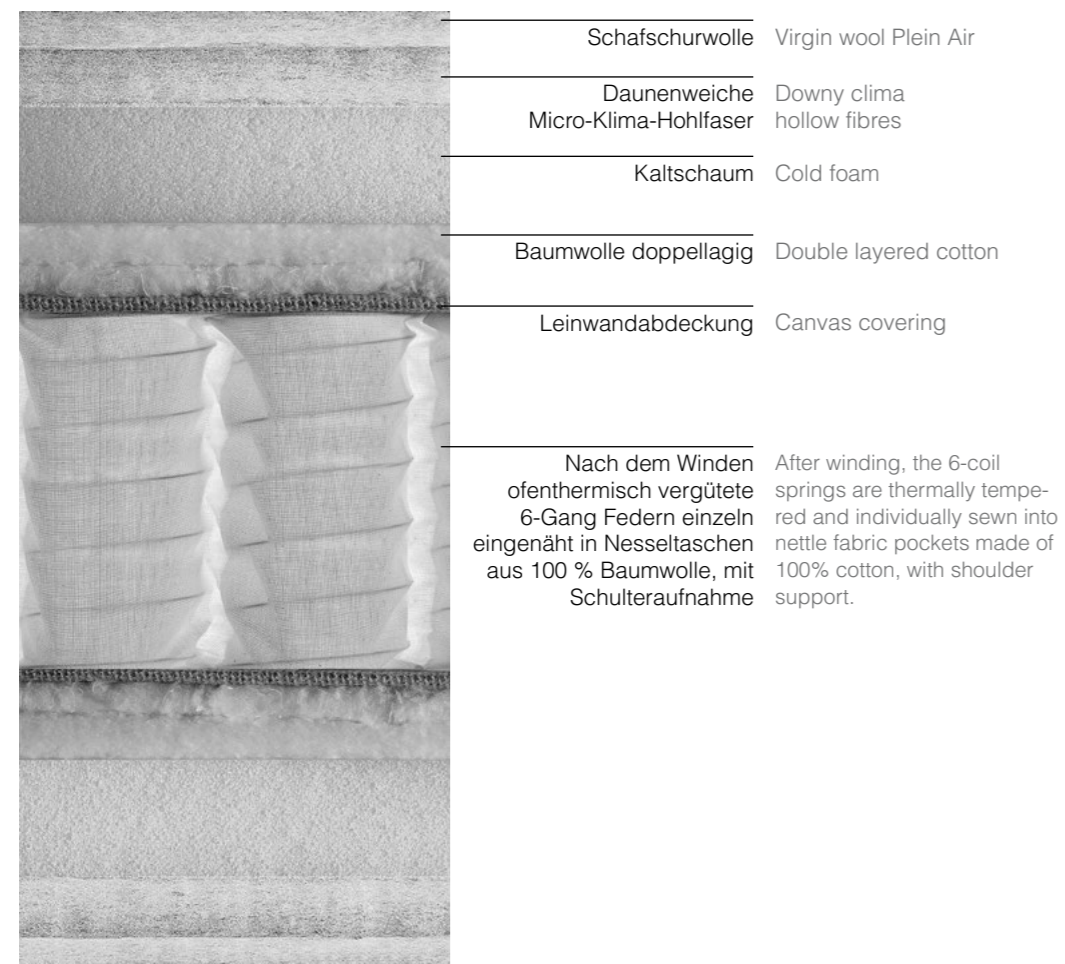 Schafschurwolle
Virgin wool Plein Air
Daunenweiche
Micro-Klima-Hohlfaser
Downy clima
hollow fibres
Kaltschaum
Cold foam
Baumwolle doppellagig
Double layered cotton
Leinwandabdeckung
Canvas covering
Nach dem Winden
ofenthermisch vergütete
6-Gang Federn einzeln
eingenäht in Nesseltaschen
aus 100 % Baumwolle, mit
Schulteraufnahme
After winding, the 6-coil
springs are thermally tempe-
red and individually sewn into
nettle fabric pockets made of
100% cotton, with shoulder
support.